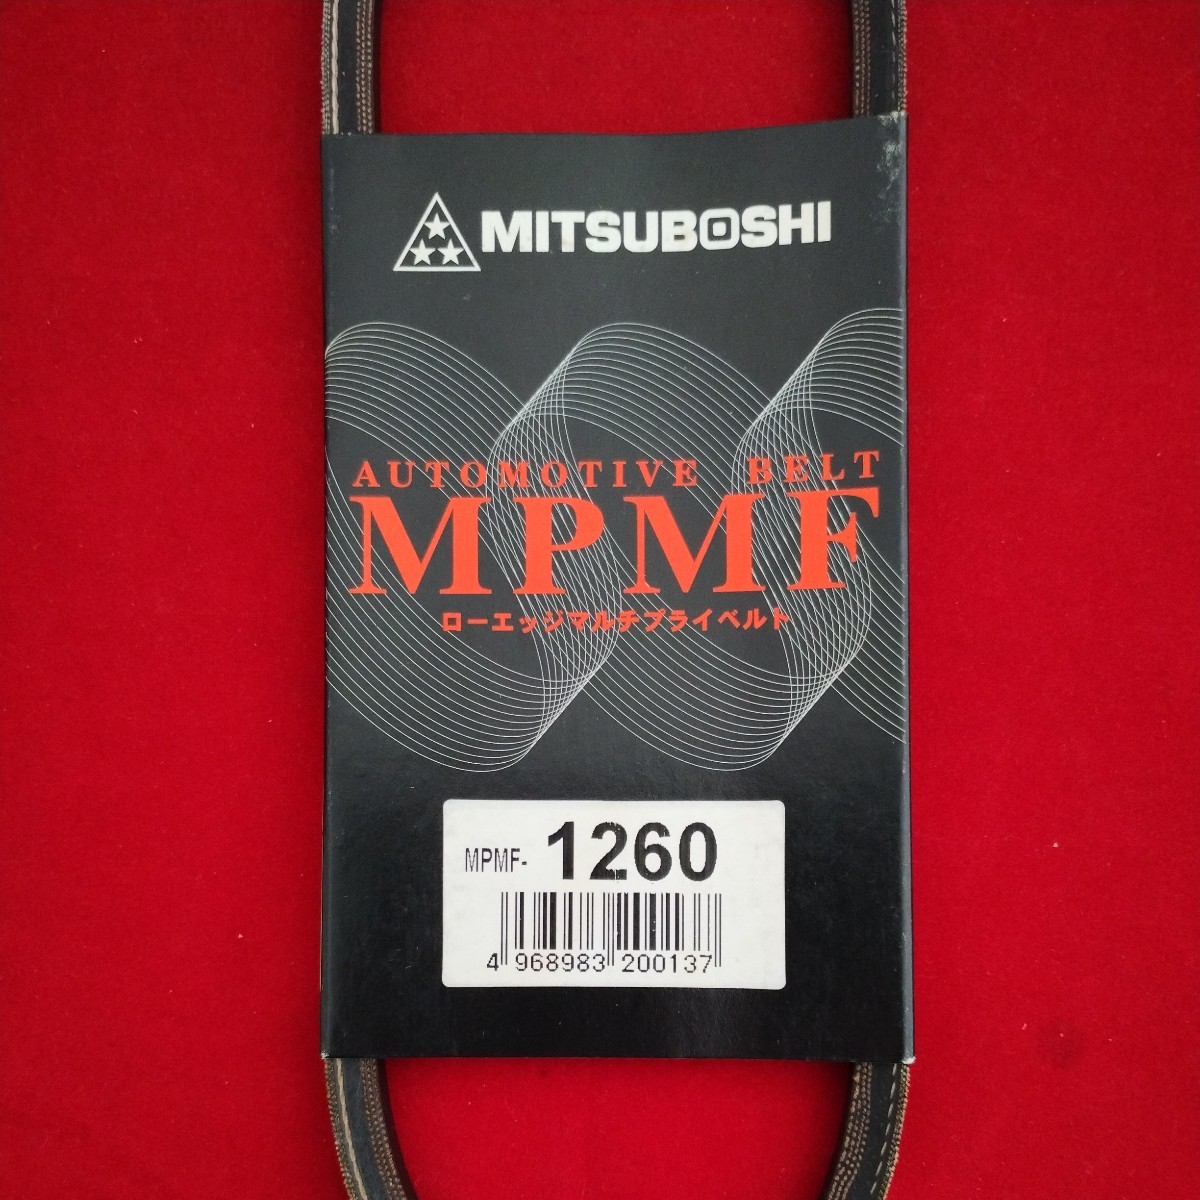 MITSUBOSHI
AUTOMOTIVE BELT
MPMF
ローエッジマルチプライベルト
MPMF- 1260
4 968983 200137